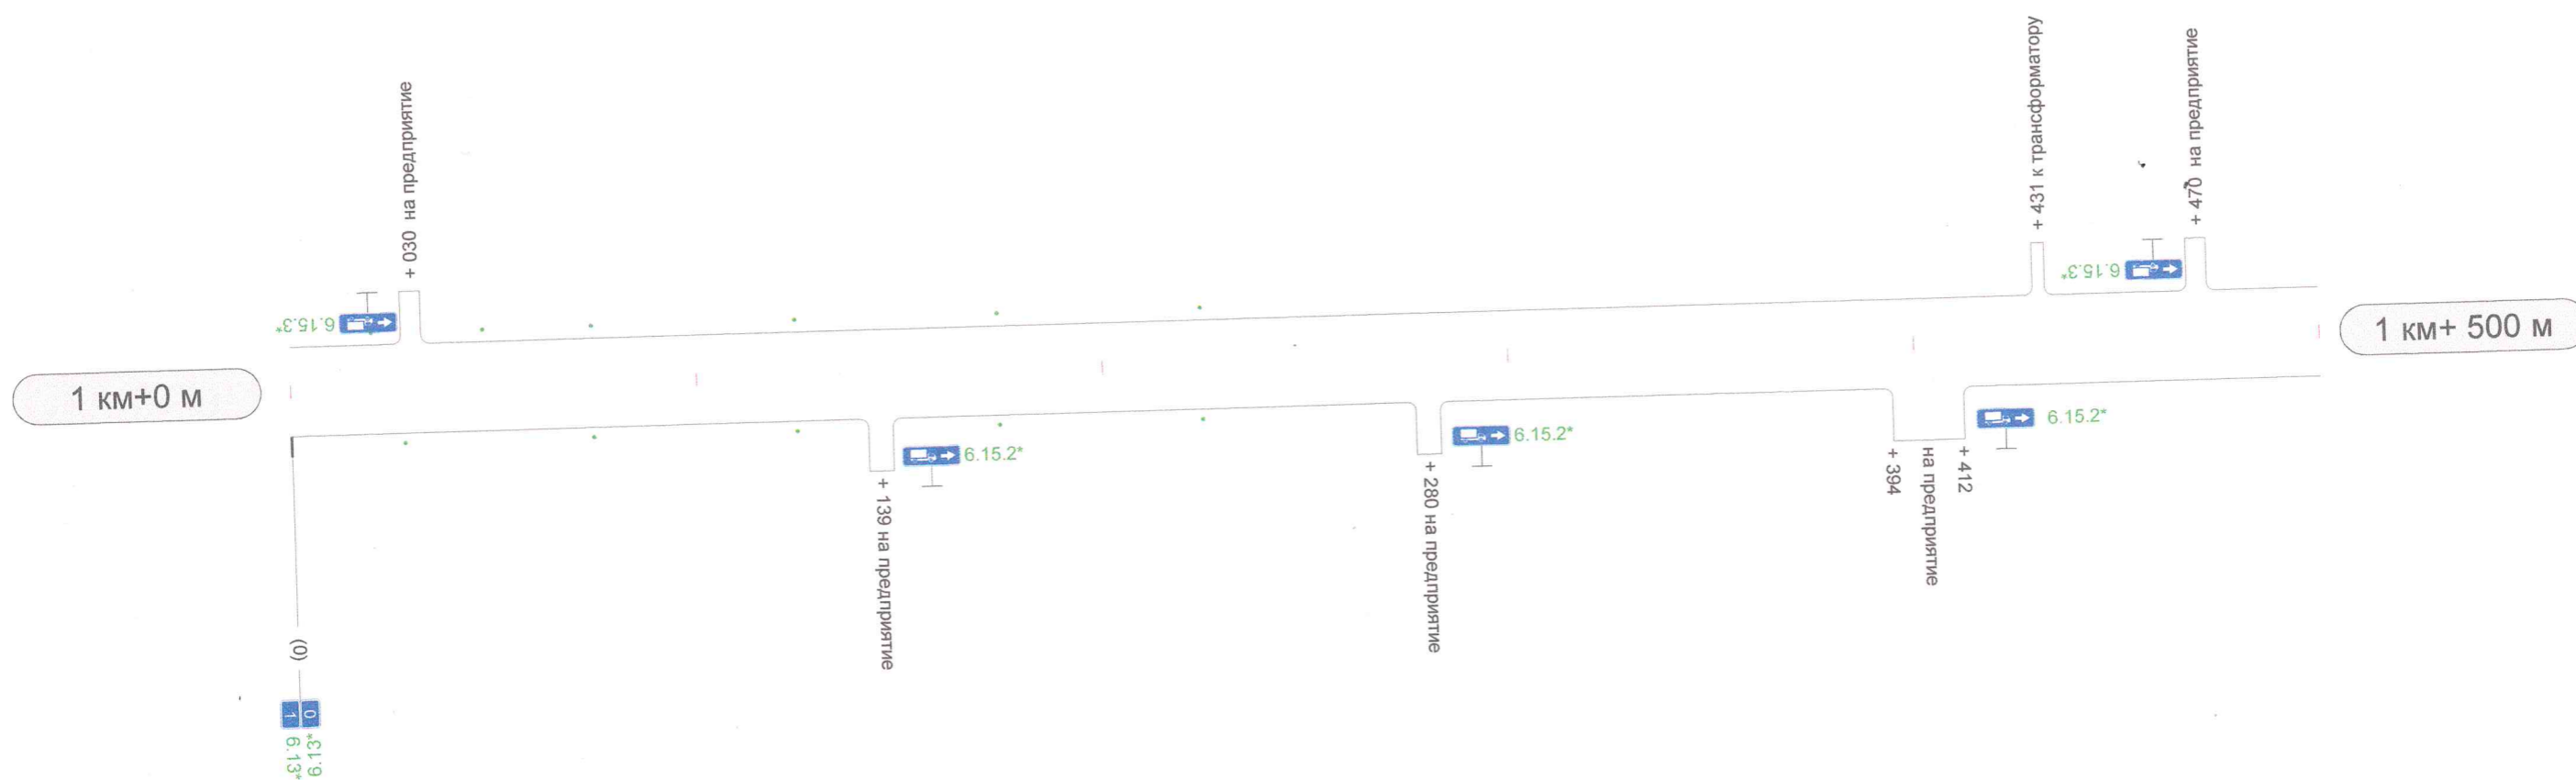 + 030 на предприятие
+ 431 к трансформатору
+ 470 на предприятие
6.15.3*
6.15.3*
1 км+0 м
1 км+ 500 м
6.15.2*
6.15.2*
6.15.2*
+ 139 на предприятие
+ 280 на предприятие
+ 394
на предприятие
+ 412
(0)
0
1
6.13*
6.13*